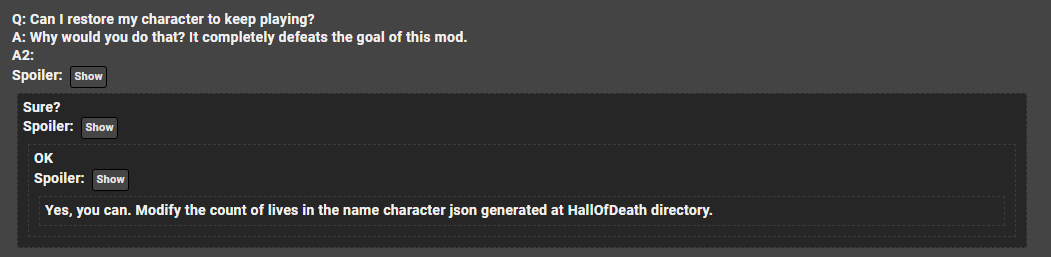 Q: Can I restore my character to keep playing?
A: Why would you do that? It completely defeats the goal of this mod.
A2:
Spoiler: Show
Sure?
Spoiler: Show
OK
Spoiler: Show
Yes, you can. Modify the count of lives in the name character json generated at HallOfDeath directory.